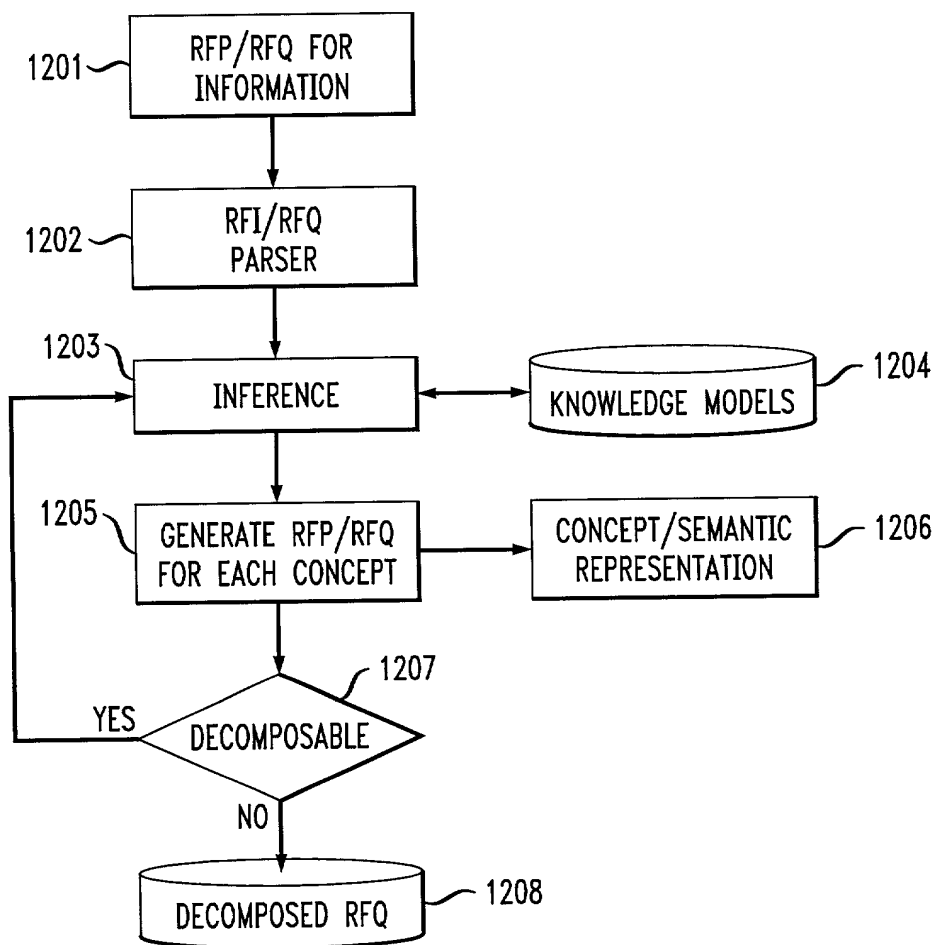 1201
RFP/RFQ FOR
INFORMATION
1202
RFI/RFQ
PARSER
1203
INFERENCE
KNOWLEDGE MODELS
1204
1205
GENERATE RFP/RFQ
FOR EACH CONCEPT
CONCEPT/SEMANTIC
REPRESENTATION
1206
1207
YES
DECOMPOSABLE
NO
DECOMPOSED RFQ
1208